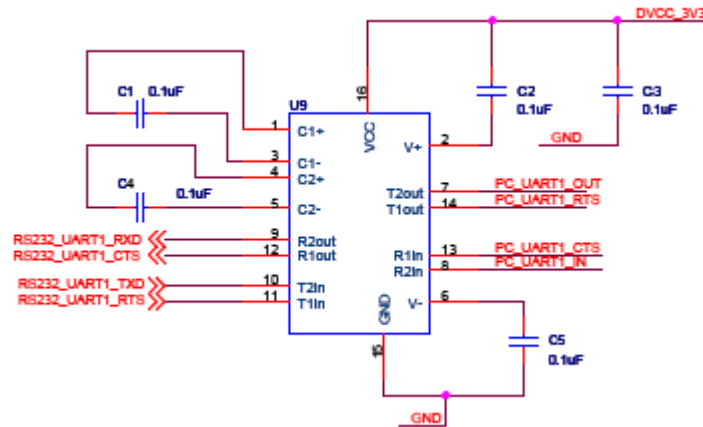 DVCC_3V3
C1
0.1uF
C2
0.1uF
C3
0.1uF
GND
U9
16
VCC
1
C1+
3
C1-
4
C2+
C4
0.1uF
5
C2-
V+
2
T2out
7
PC_UART1_OUT
T1out
14
PC_UART1_RTS
RS232_UART1_RXD
9
R2out
RS232_UART1_CTS
12
R1out
R1In
13
PC_UART1_CTS
R2In
8
PC_UART1_IN
RS232_UART1_TXD
10
T2In
RS232_UART1_RTS
11
T1In
V-
6
GND
15
C5
0.1uF
GND